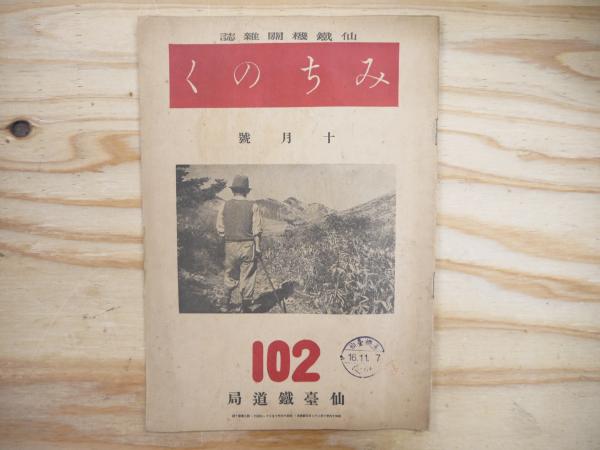 仙鐵機關雜誌
みちのく
十月號
102
16.11.7
仙臺鐵道局